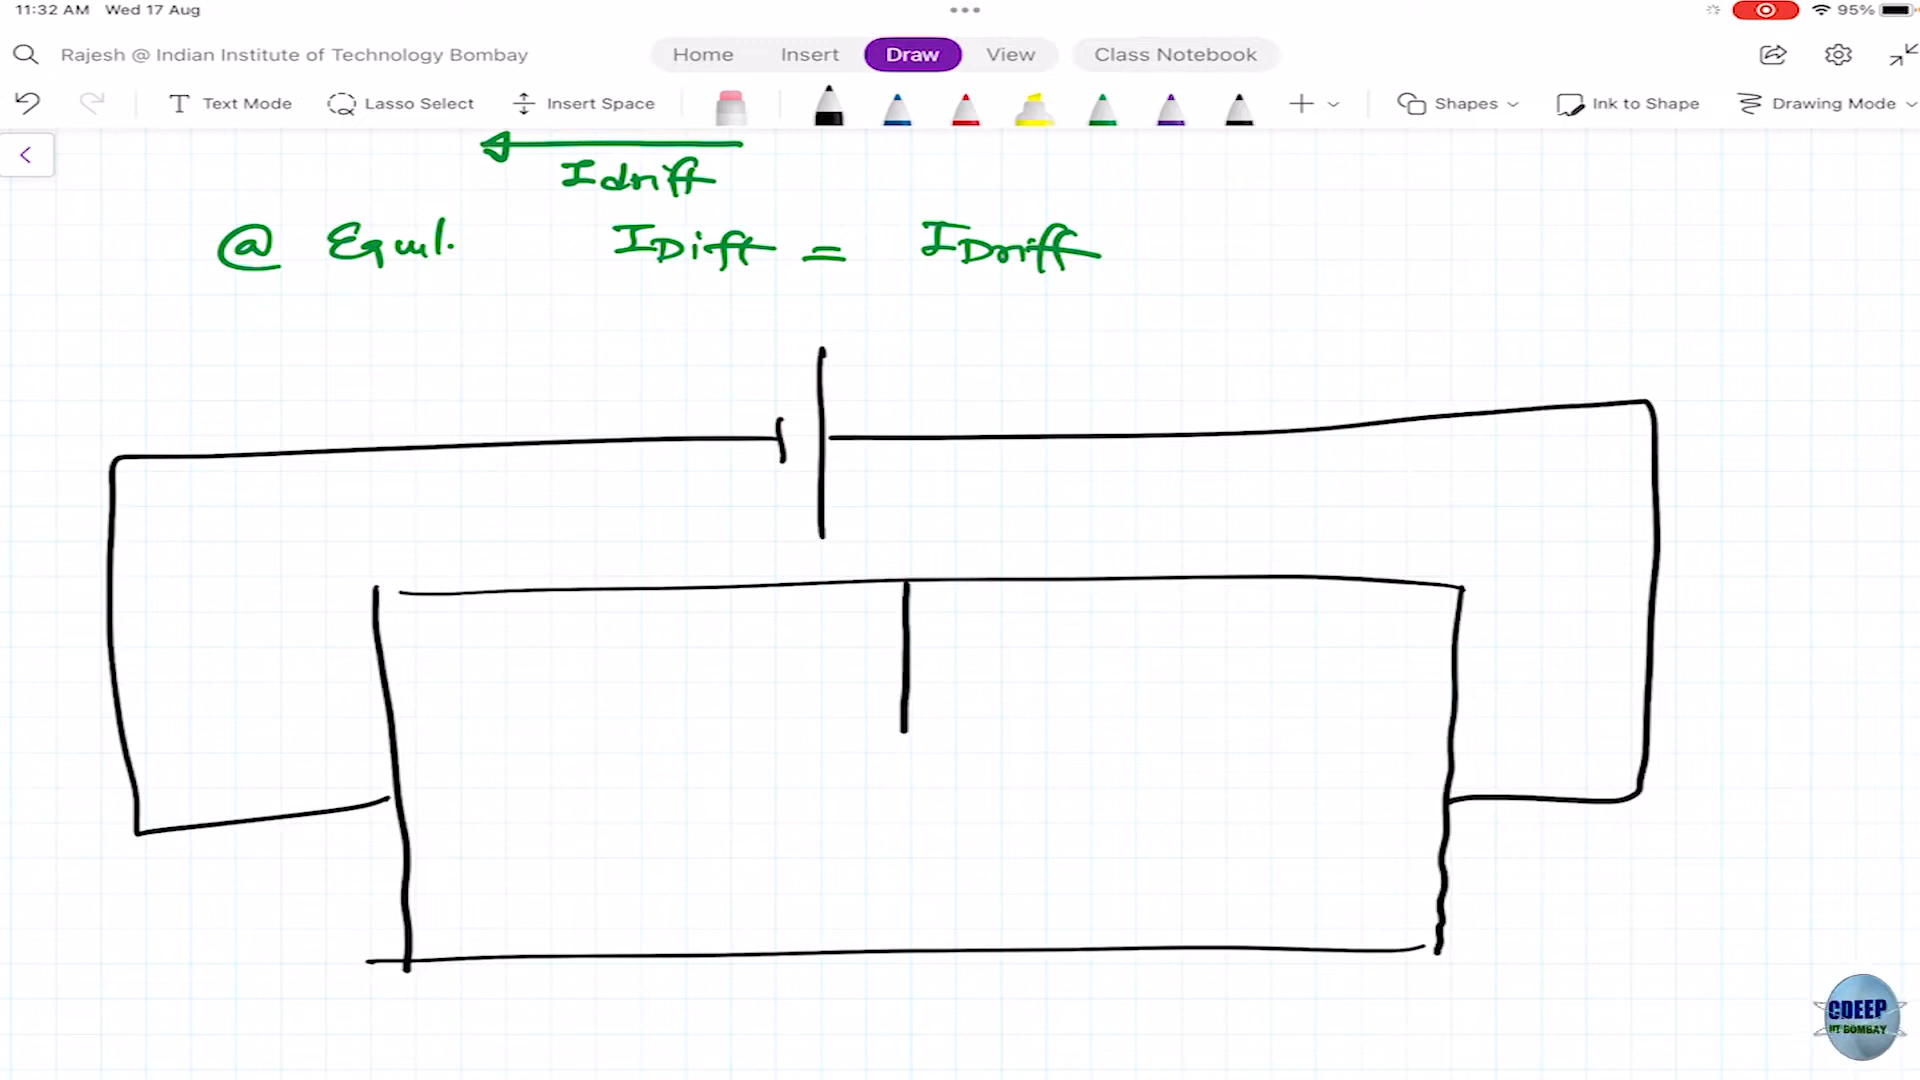 11:32 AM Wed 17 Aug
95%
Rajesh @ Indian Institute of Technology Bombay
Home Insert Draw View Class Notebook
Text Mode Lasso Select Insert Space Shapes Ink to Shape Drawing Mode
Idrift
@ Equl. IDiff = IDrift
CDEEP
IIT BOMBAY